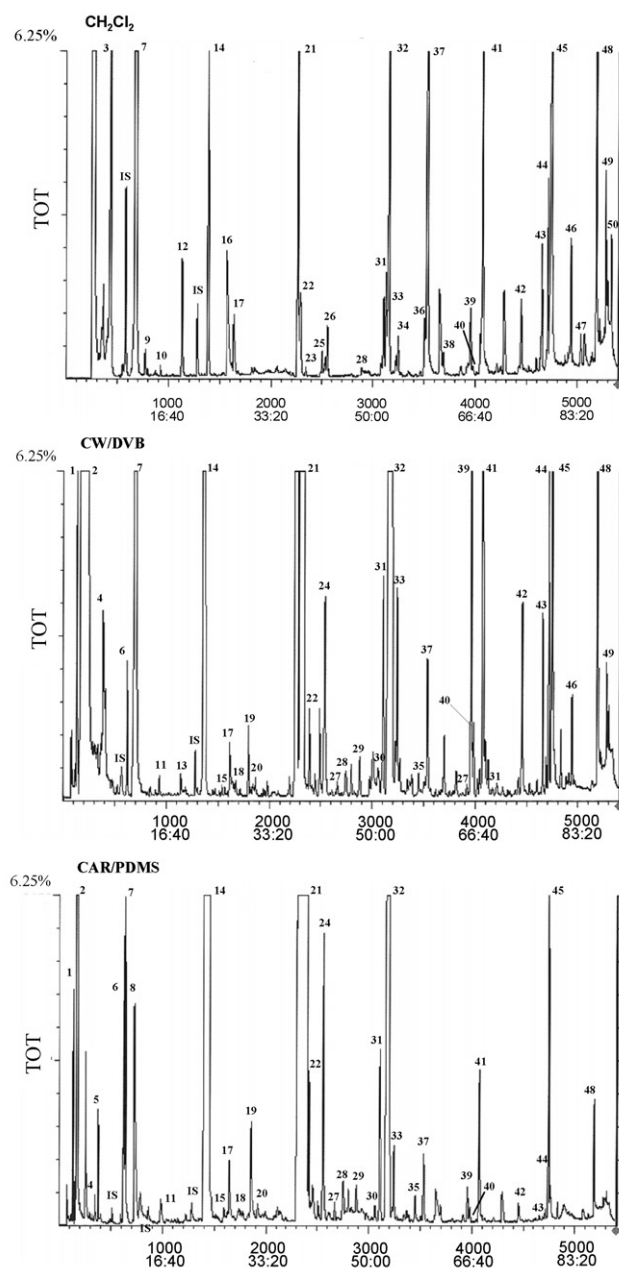 CH₂Cl₂
6.25%
3 7 14 21 32 37 41 45 48
IS
44 49
12 16 50
IS 31 43 46
22 33 36
17 26 34 39 42
9 10 23 25 28 38 40 47
TOT
1000 2000 3000 4000 5000
16:40 33:20 50:00 66:40 83:20
CW/DVB
6.25%
1 2 7 14 21 32 39 41 44 45 48
31
4 24 33 42 43
6 37 49
22 40 46
IS 11 13 IS 15 17 18 19 20 27 28 29 30 35 27 31
TOT
1000 2000 3000 4000 5000
16:40 33:20 50:00 66:40 83:20
CAR/PDMS
6.25%
2 7 14 21 32 45
24
1 6 8
31
22 41
5 19 33 37 48
4 IS IS 11 IS 15 17 18 20 27 28 29 30 35 39 40 42 43 44
TOT
1000 2000 3000 4000 5000
16:40 33:20 50:00 66:40 83:20